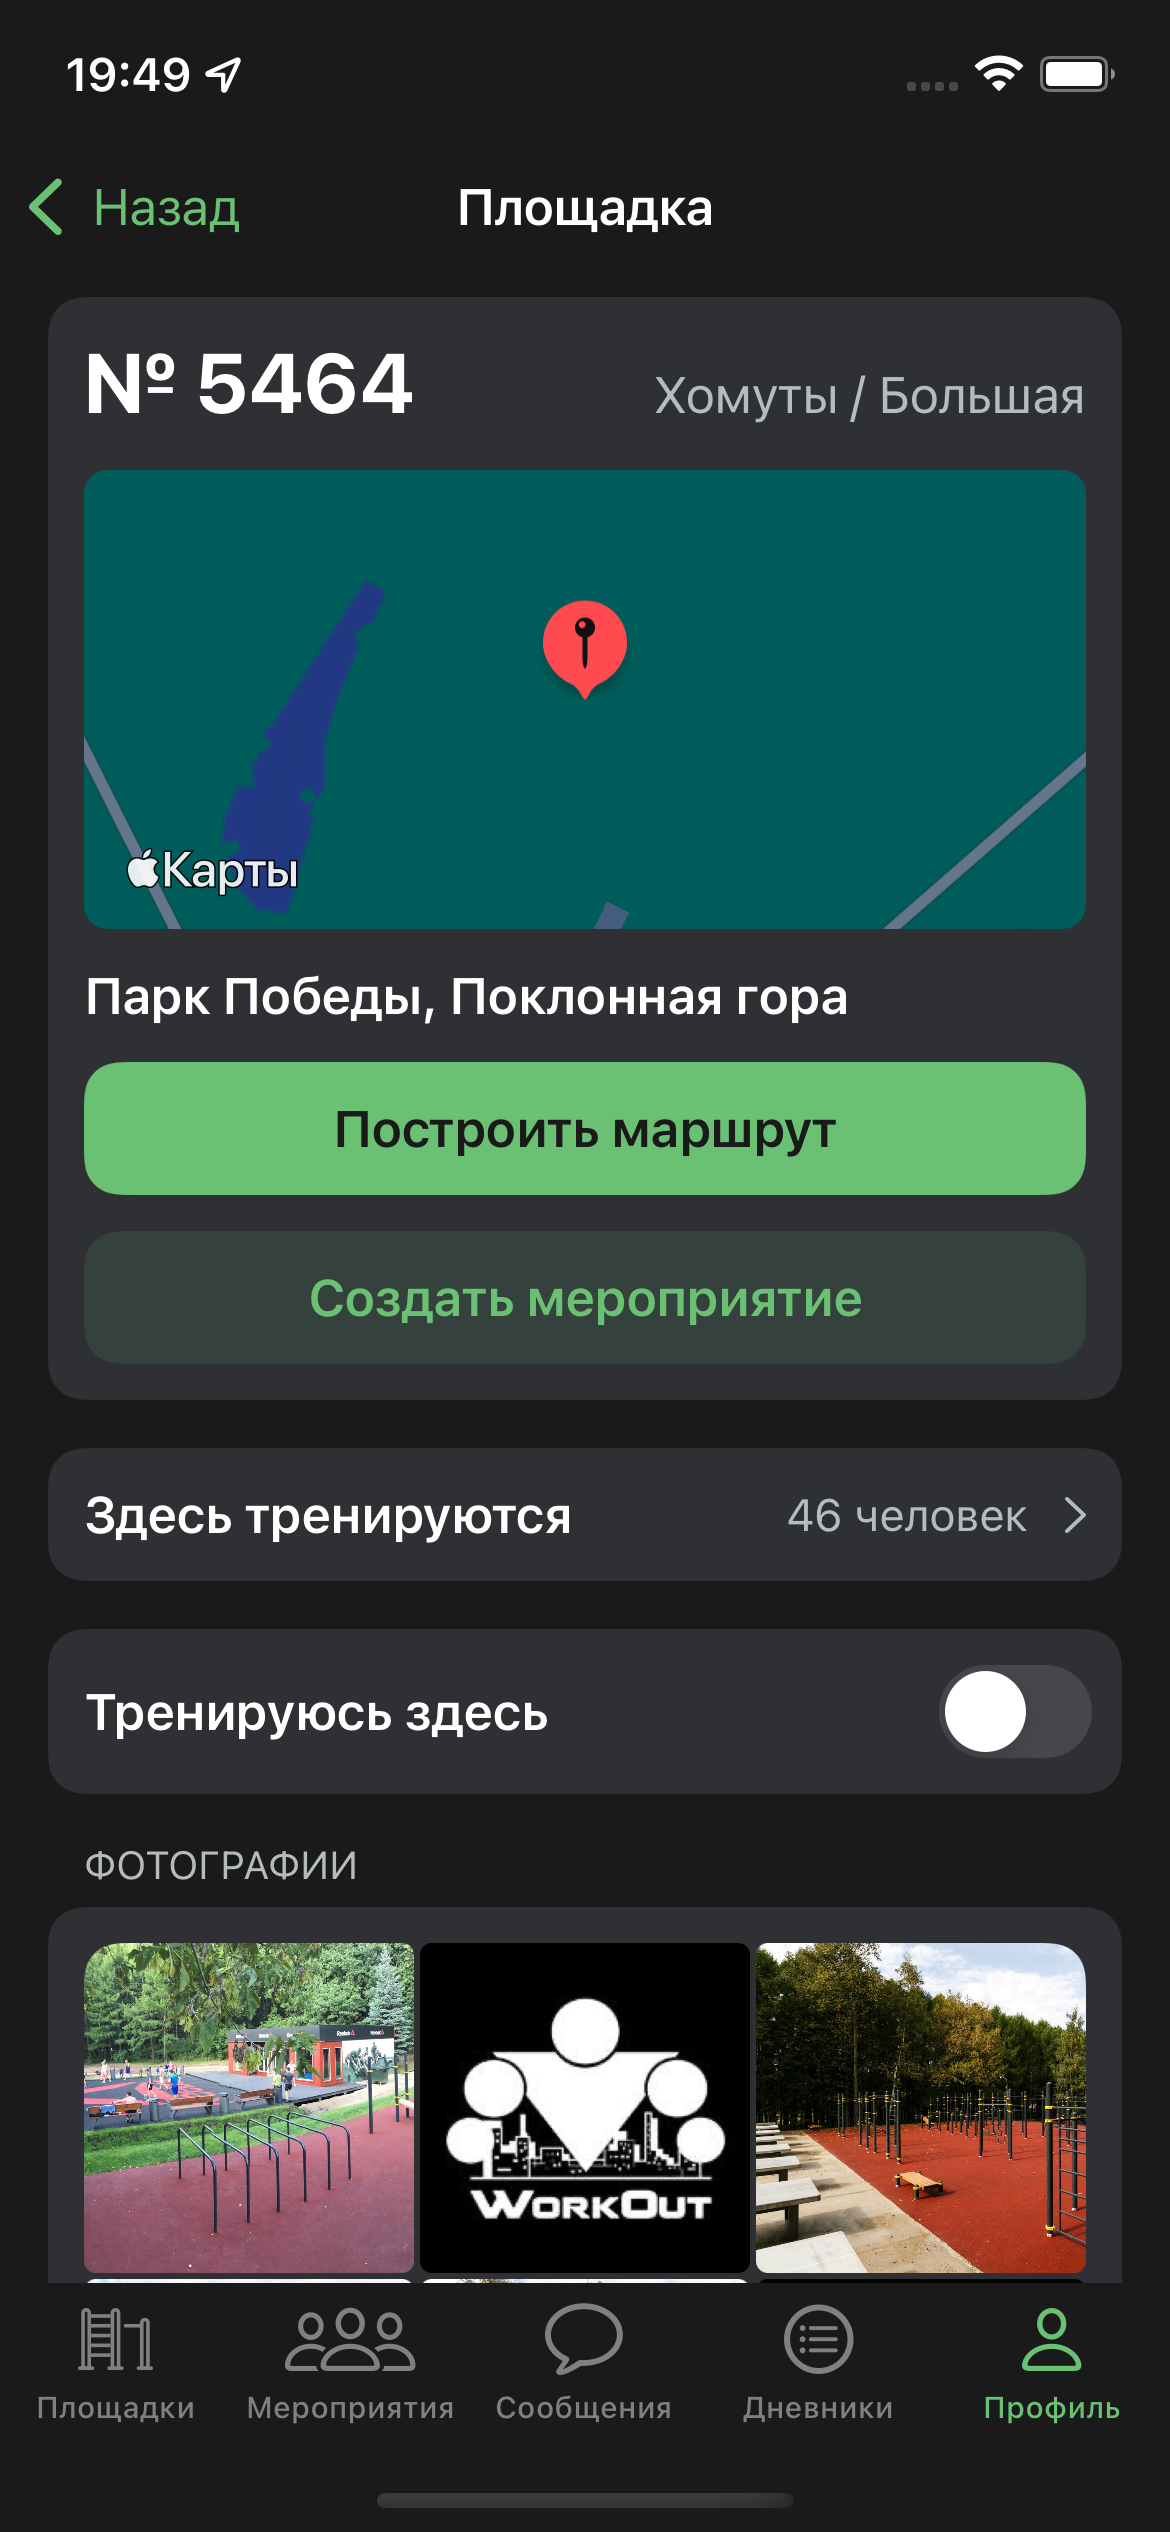 19:49
Назад
Площадка
№ 5464
Хомуты / Большая
Карты
Парк Победы, Поклонная гора
Построить маршрут
Создать мероприятие
Здесь тренируются
46 человек
Тренируюсь здесь
ФОТОГРАФИИ
WORKOUT
Площадки
Мероприятия
Сообщения
Дневники
Профиль